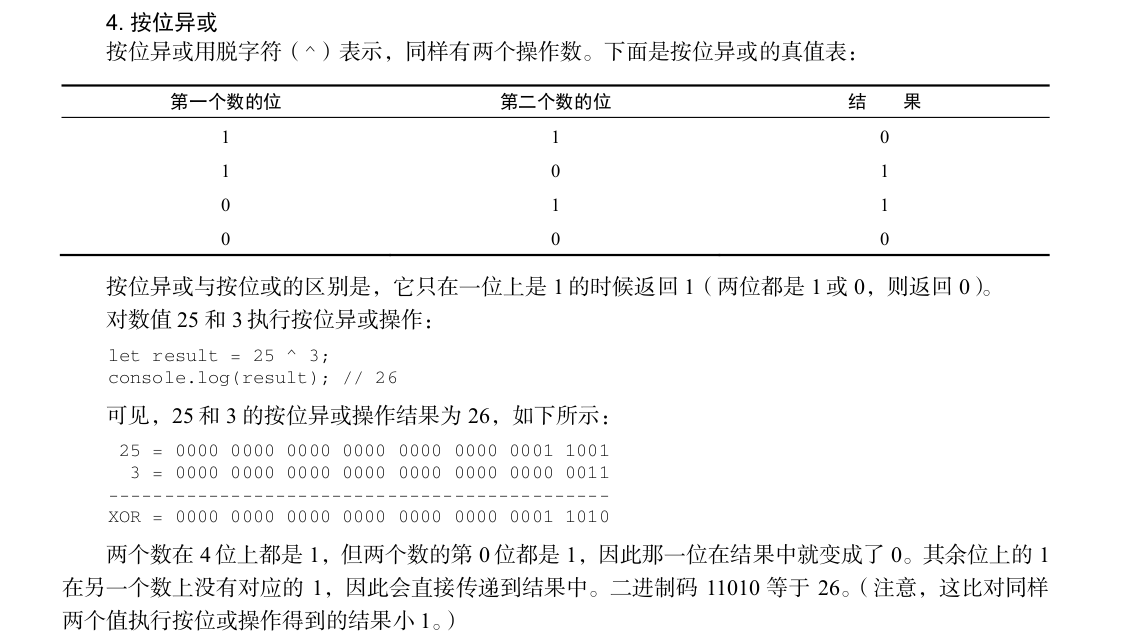 4. 按位异或
按位异或用脱字符（^）表示，同样有两个操作数。下面是按位异或的真值表：
第一个数的位 第二个数的位 结 果
1 1 0
1 0 1
0 1 1
0 0 0
按位异或与按位或的区别是，它只在一位上是 1 的时候返回 1（两位都是 1 或 0，则返回 0）。
对数值 25 和 3 执行按位异或操作：
let result = 25 ^ 3;
console.log(result); // 26
可见，25 和 3 的按位异或操作结果为 26，如下所示：
25 = 0000 0000 0000 0000 0000 0000 0001 1001
3 = 0000 0000 0000 0000 0000 0000 0000 0011
---------------------------------------------
XOR = 0000 0000 0000 0000 0000 0000 0001 1010
两个数在 4 位上都是 1，但两个数的第 0 位都是 1，因此那一位在结果中就变成了 0。其余位上的 1
在另一个数上没有对应的 1，因此会直接传递到结果中。二进制码 11010 等于 26。（注意，这比对同样
两个值执行按位或操作得到的结果小 1。）